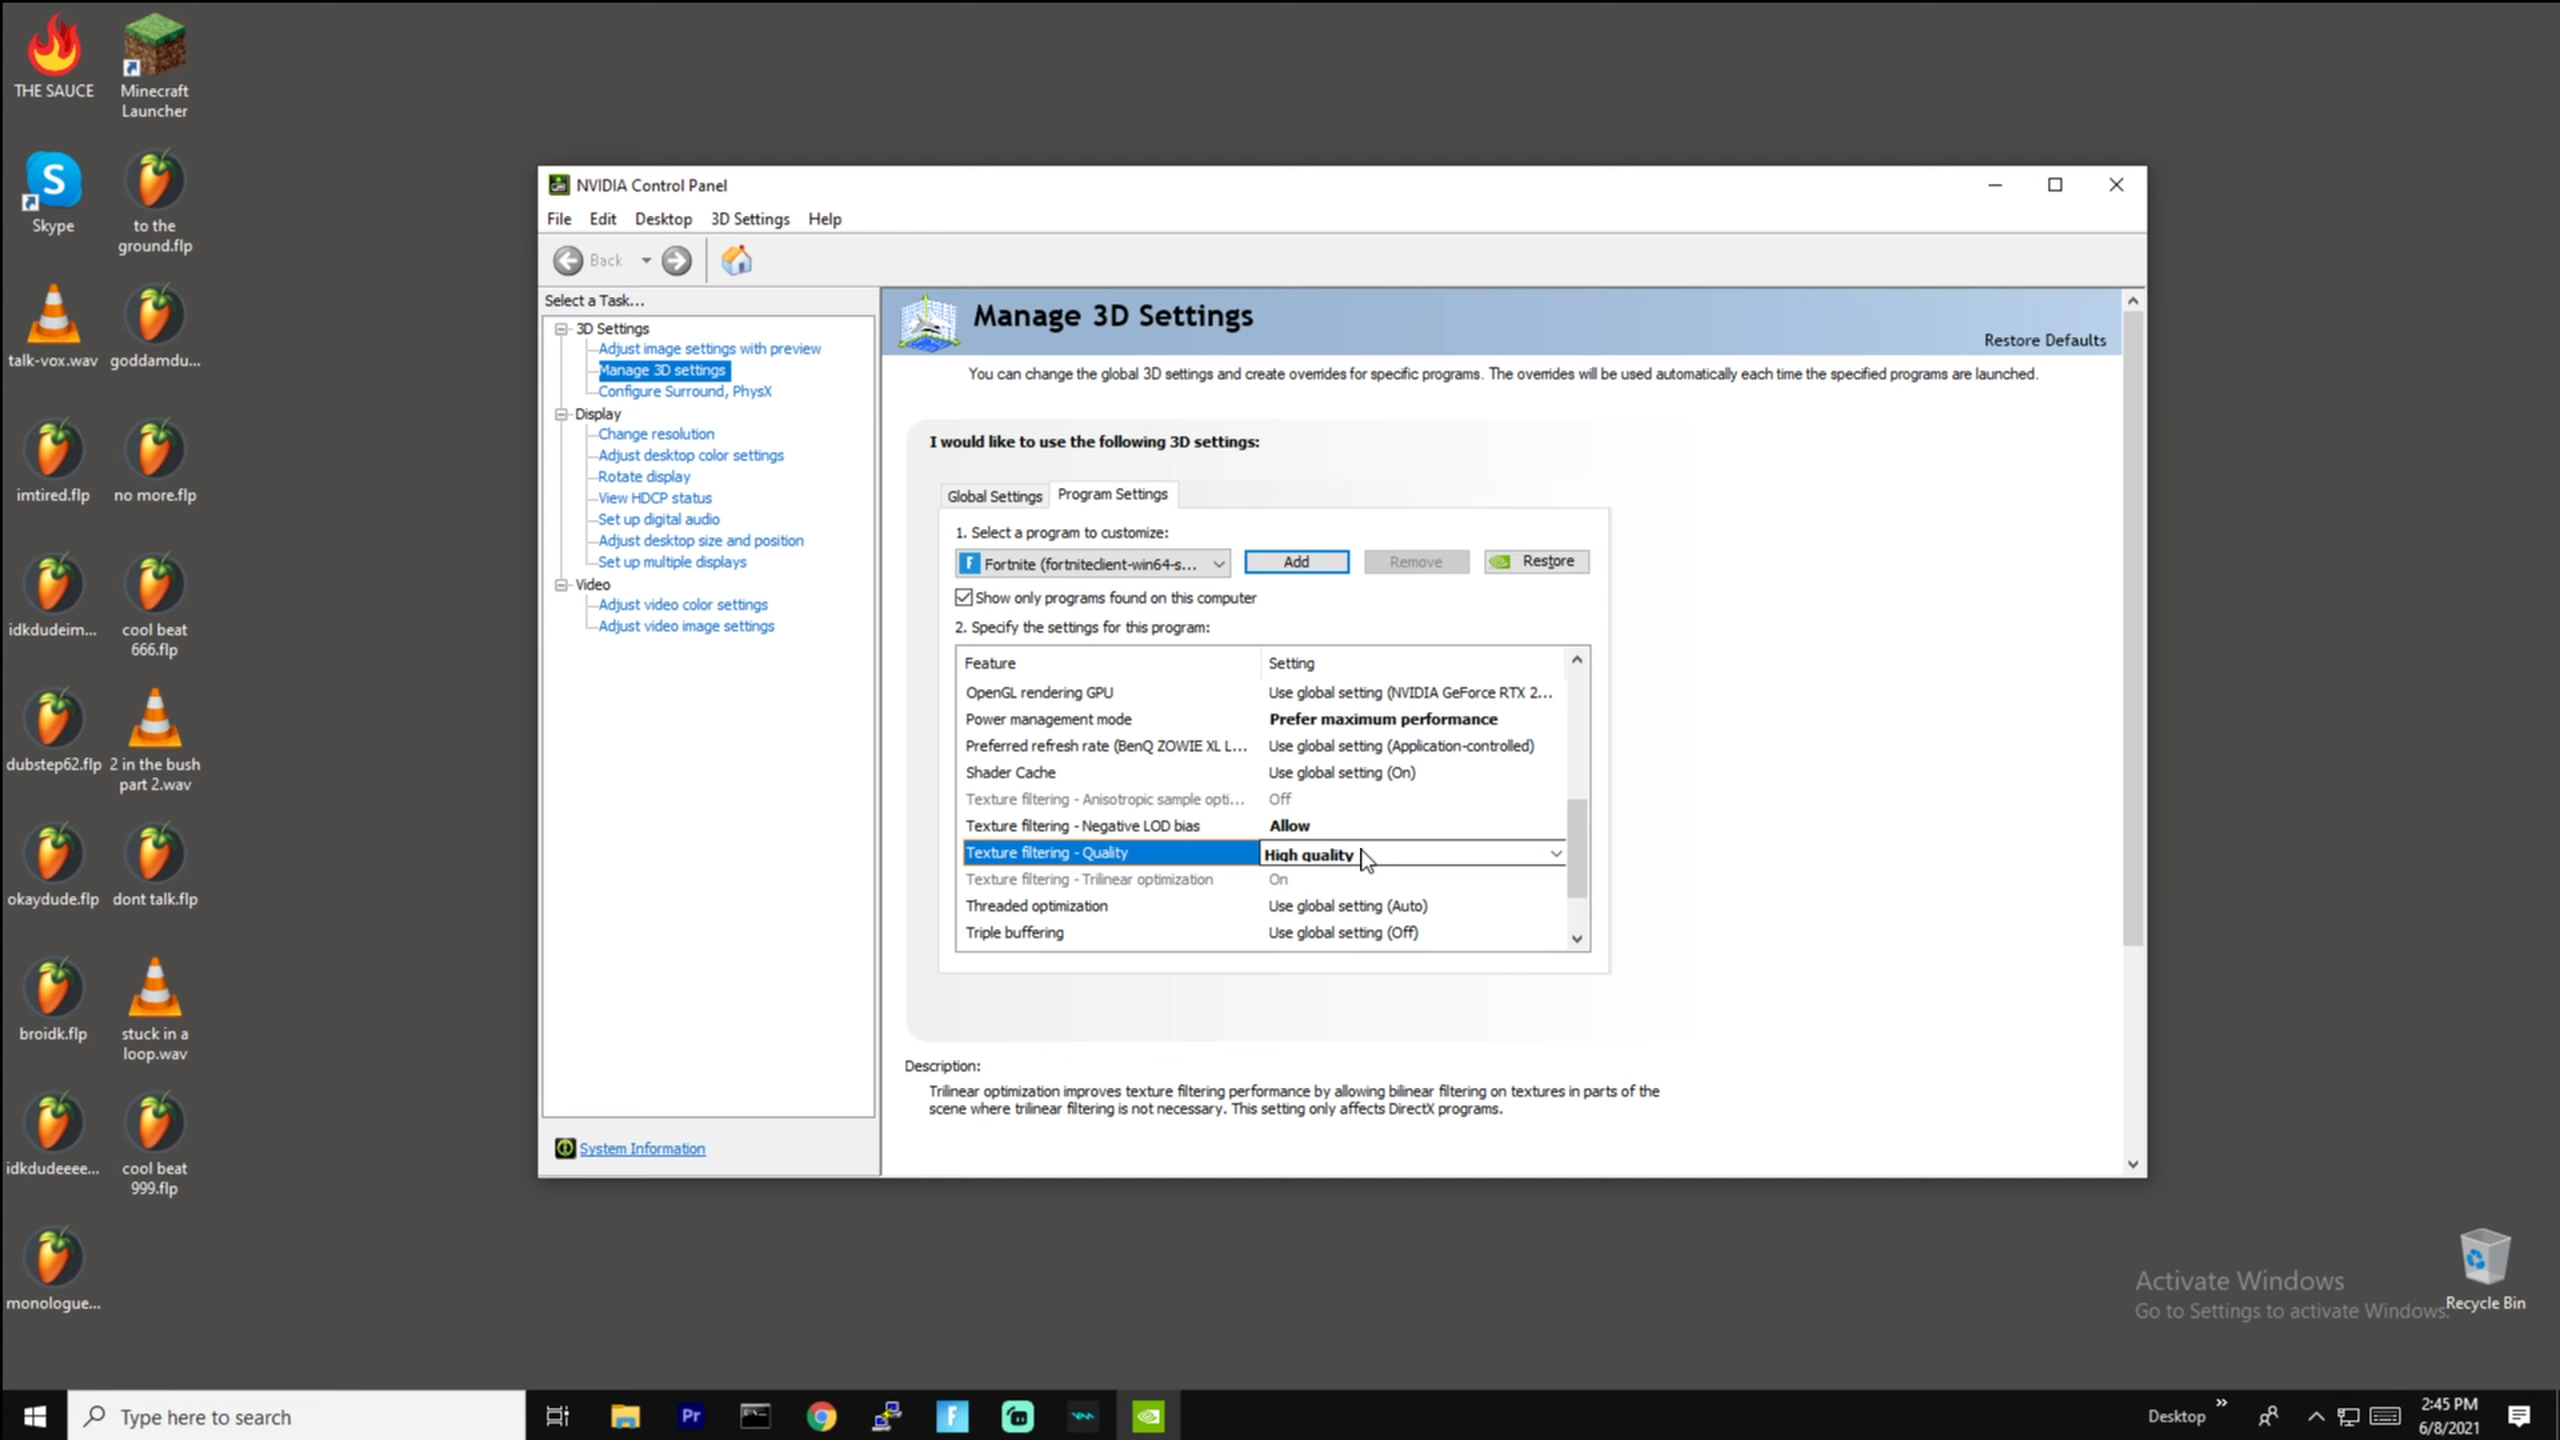 THE SAUCE
Minecraft
Launcher
Skype
to the
ground.flp
talk-vox.wav
goddamdu...
imtired.flp
no more.flp
idkdudeim...
cool beat
666.flp
dubstep62.flp
2 in the bush
part 2.wav
okaydude.flp
dont talk.flp
broidk.flp
stuck in a
loop.wav
idkdudeeee...
cool beat
999.flp
monologue...
NVIDIA Control Panel
File Edit Desktop 3D Settings Help
Back
Select a Task...
3D Settings
Adjust image settings with preview
Manage 3D settings
Configure Surround, PhysX
Display
Change resolution
Adjust desktop color settings
Rotate display
View HDCP status
Set up digital audio
Adjust desktop size and position
Set up multiple displays
Video
Adjust video color settings
Adjust video image settings
System Information
Manage 3D Settings
Restore Defaults
You can change the global 3D settings and create overrides for specific programs. The overrides will be used automatically each time the specified programs are launched.
I would like to use the following 3D settings:
Global Settings Program Settings
1. Select a program to customize:
Fortnite (fortniteclient-win64-s... Add Remove Restore
Show only programs found on this computer
2. Specify the settings for this program:
Feature Setting
OpenGL rendering GPU Use global setting (NVIDIA GeForce RTX 2...
Power management mode Prefer maximum performance
Preferred refresh rate (BenQ ZOWIE XL L... Use global setting (Application-controlled)
Shader Cache Use global setting (On)
Texture filtering - Anisotropic sample opti... Off
Texture filtering - Negative LOD bias Allow
Texture filtering - Quality High quality
Texture filtering - Trilinear optimization On
Threaded optimization Use global setting (Auto)
Triple buffering Use global setting (Off)
Description:
Trilinear optimization improves texture filtering performance by allowing bilinear filtering on textures in parts of the
scene where trilinear filtering is not necessary. This setting only affects DirectX programs.
Activate Windows
Go to Settings to activate Windows.
Recycle Bin
Type here to search
Pr
Desktop
2:45 PM
6/8/2021